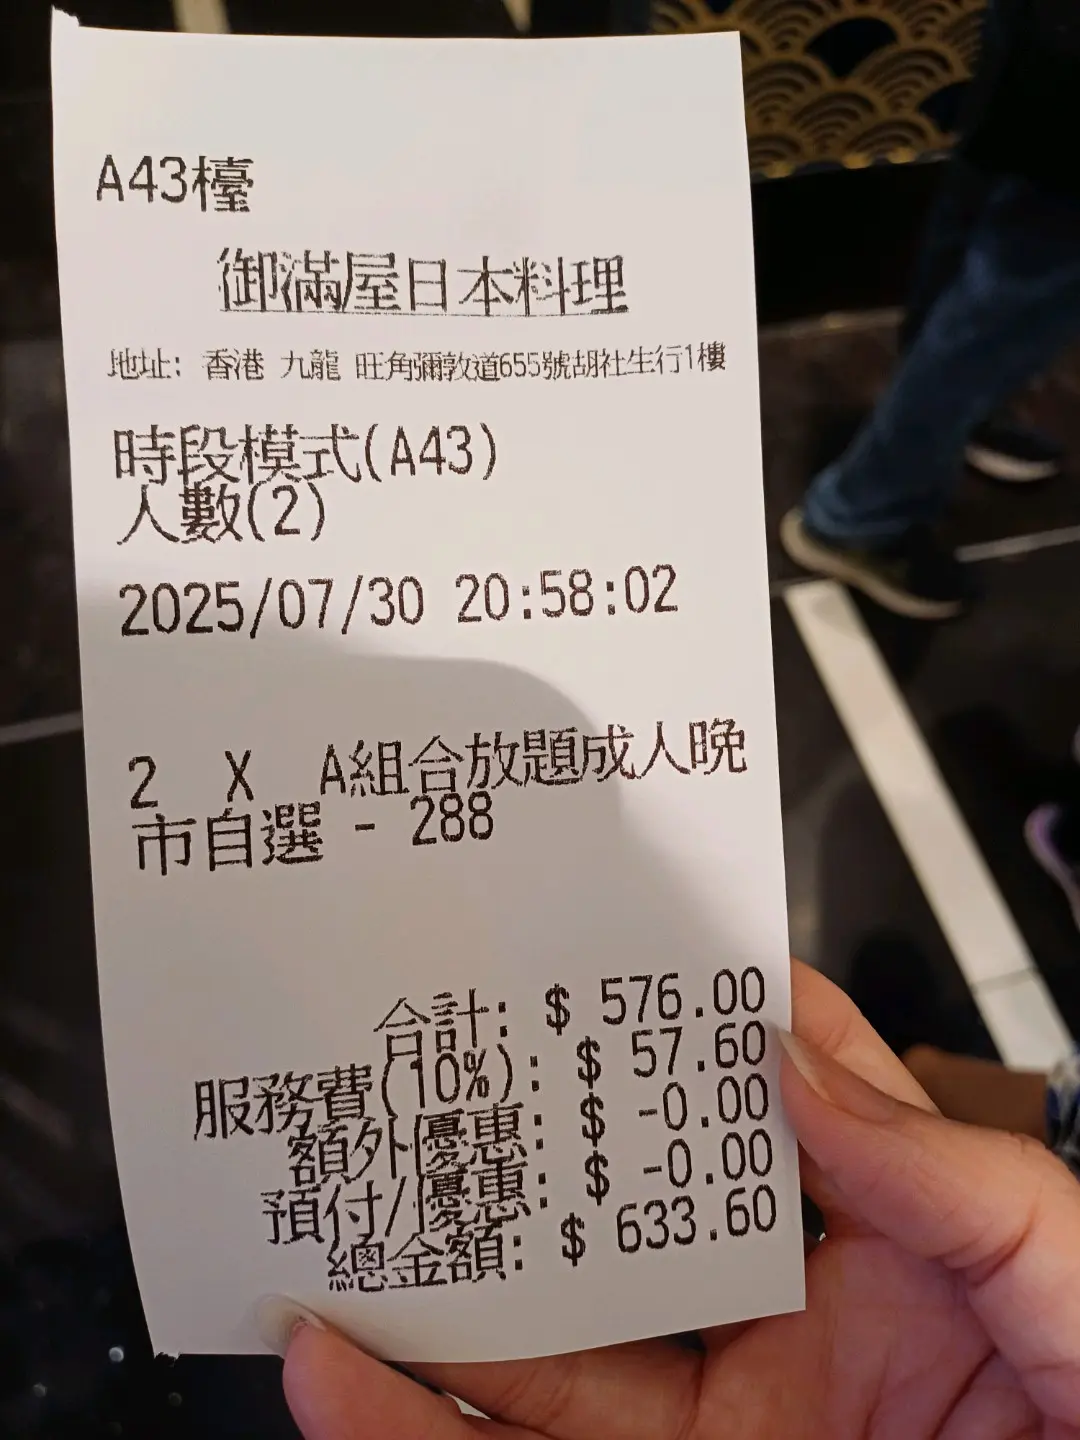 A43檯
御滿屋日本料理
地址: 香港 九龍 旺角彌敦道655號胡社生行1樓
時段模式(A43)
人數(2)
2025/07/30 20:58:02
2 X A組合放題成人晚
市自選 - 288
合計: $ 576.00
服務費(10%): $ 57.60
額外優惠: $ -0.00
預付/優惠: $ -0.00
總金額: $ 633.60